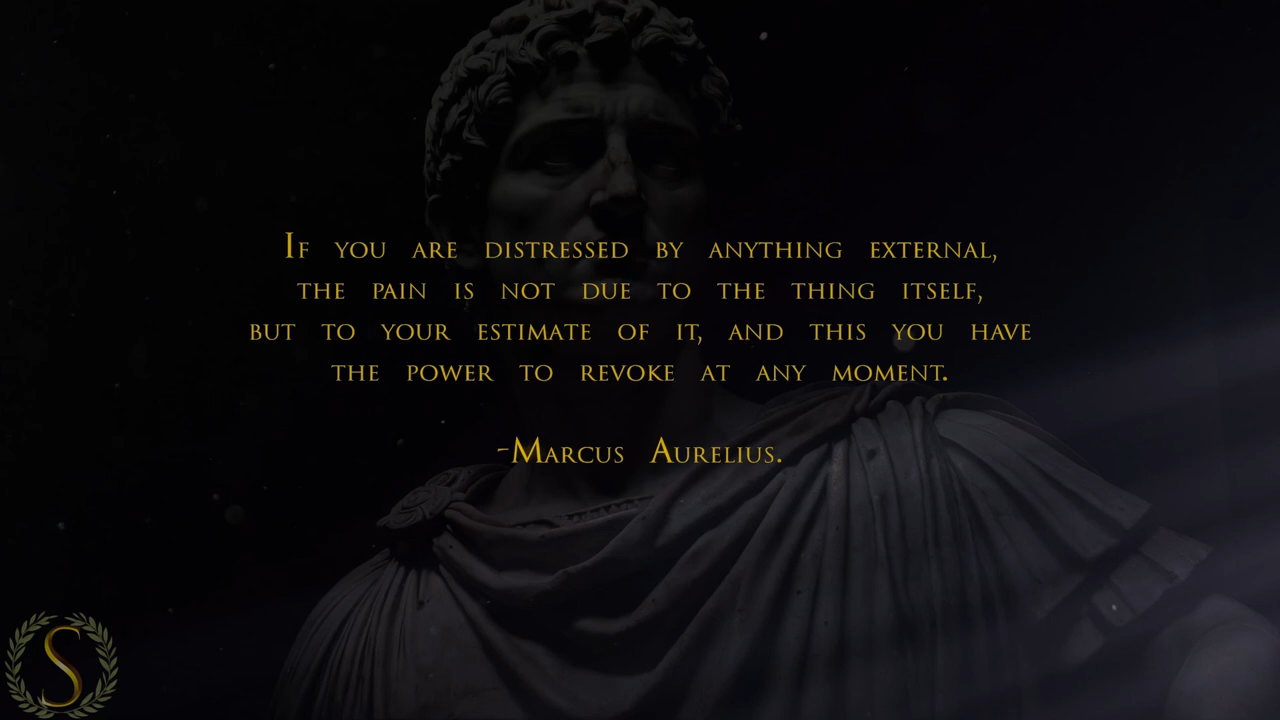 If you are distressed by anything external,
the pain is not due to the thing itself,
but to your estimate of it, and this you have
the power to revoke at any moment.
-Marcus Aurelius.
S